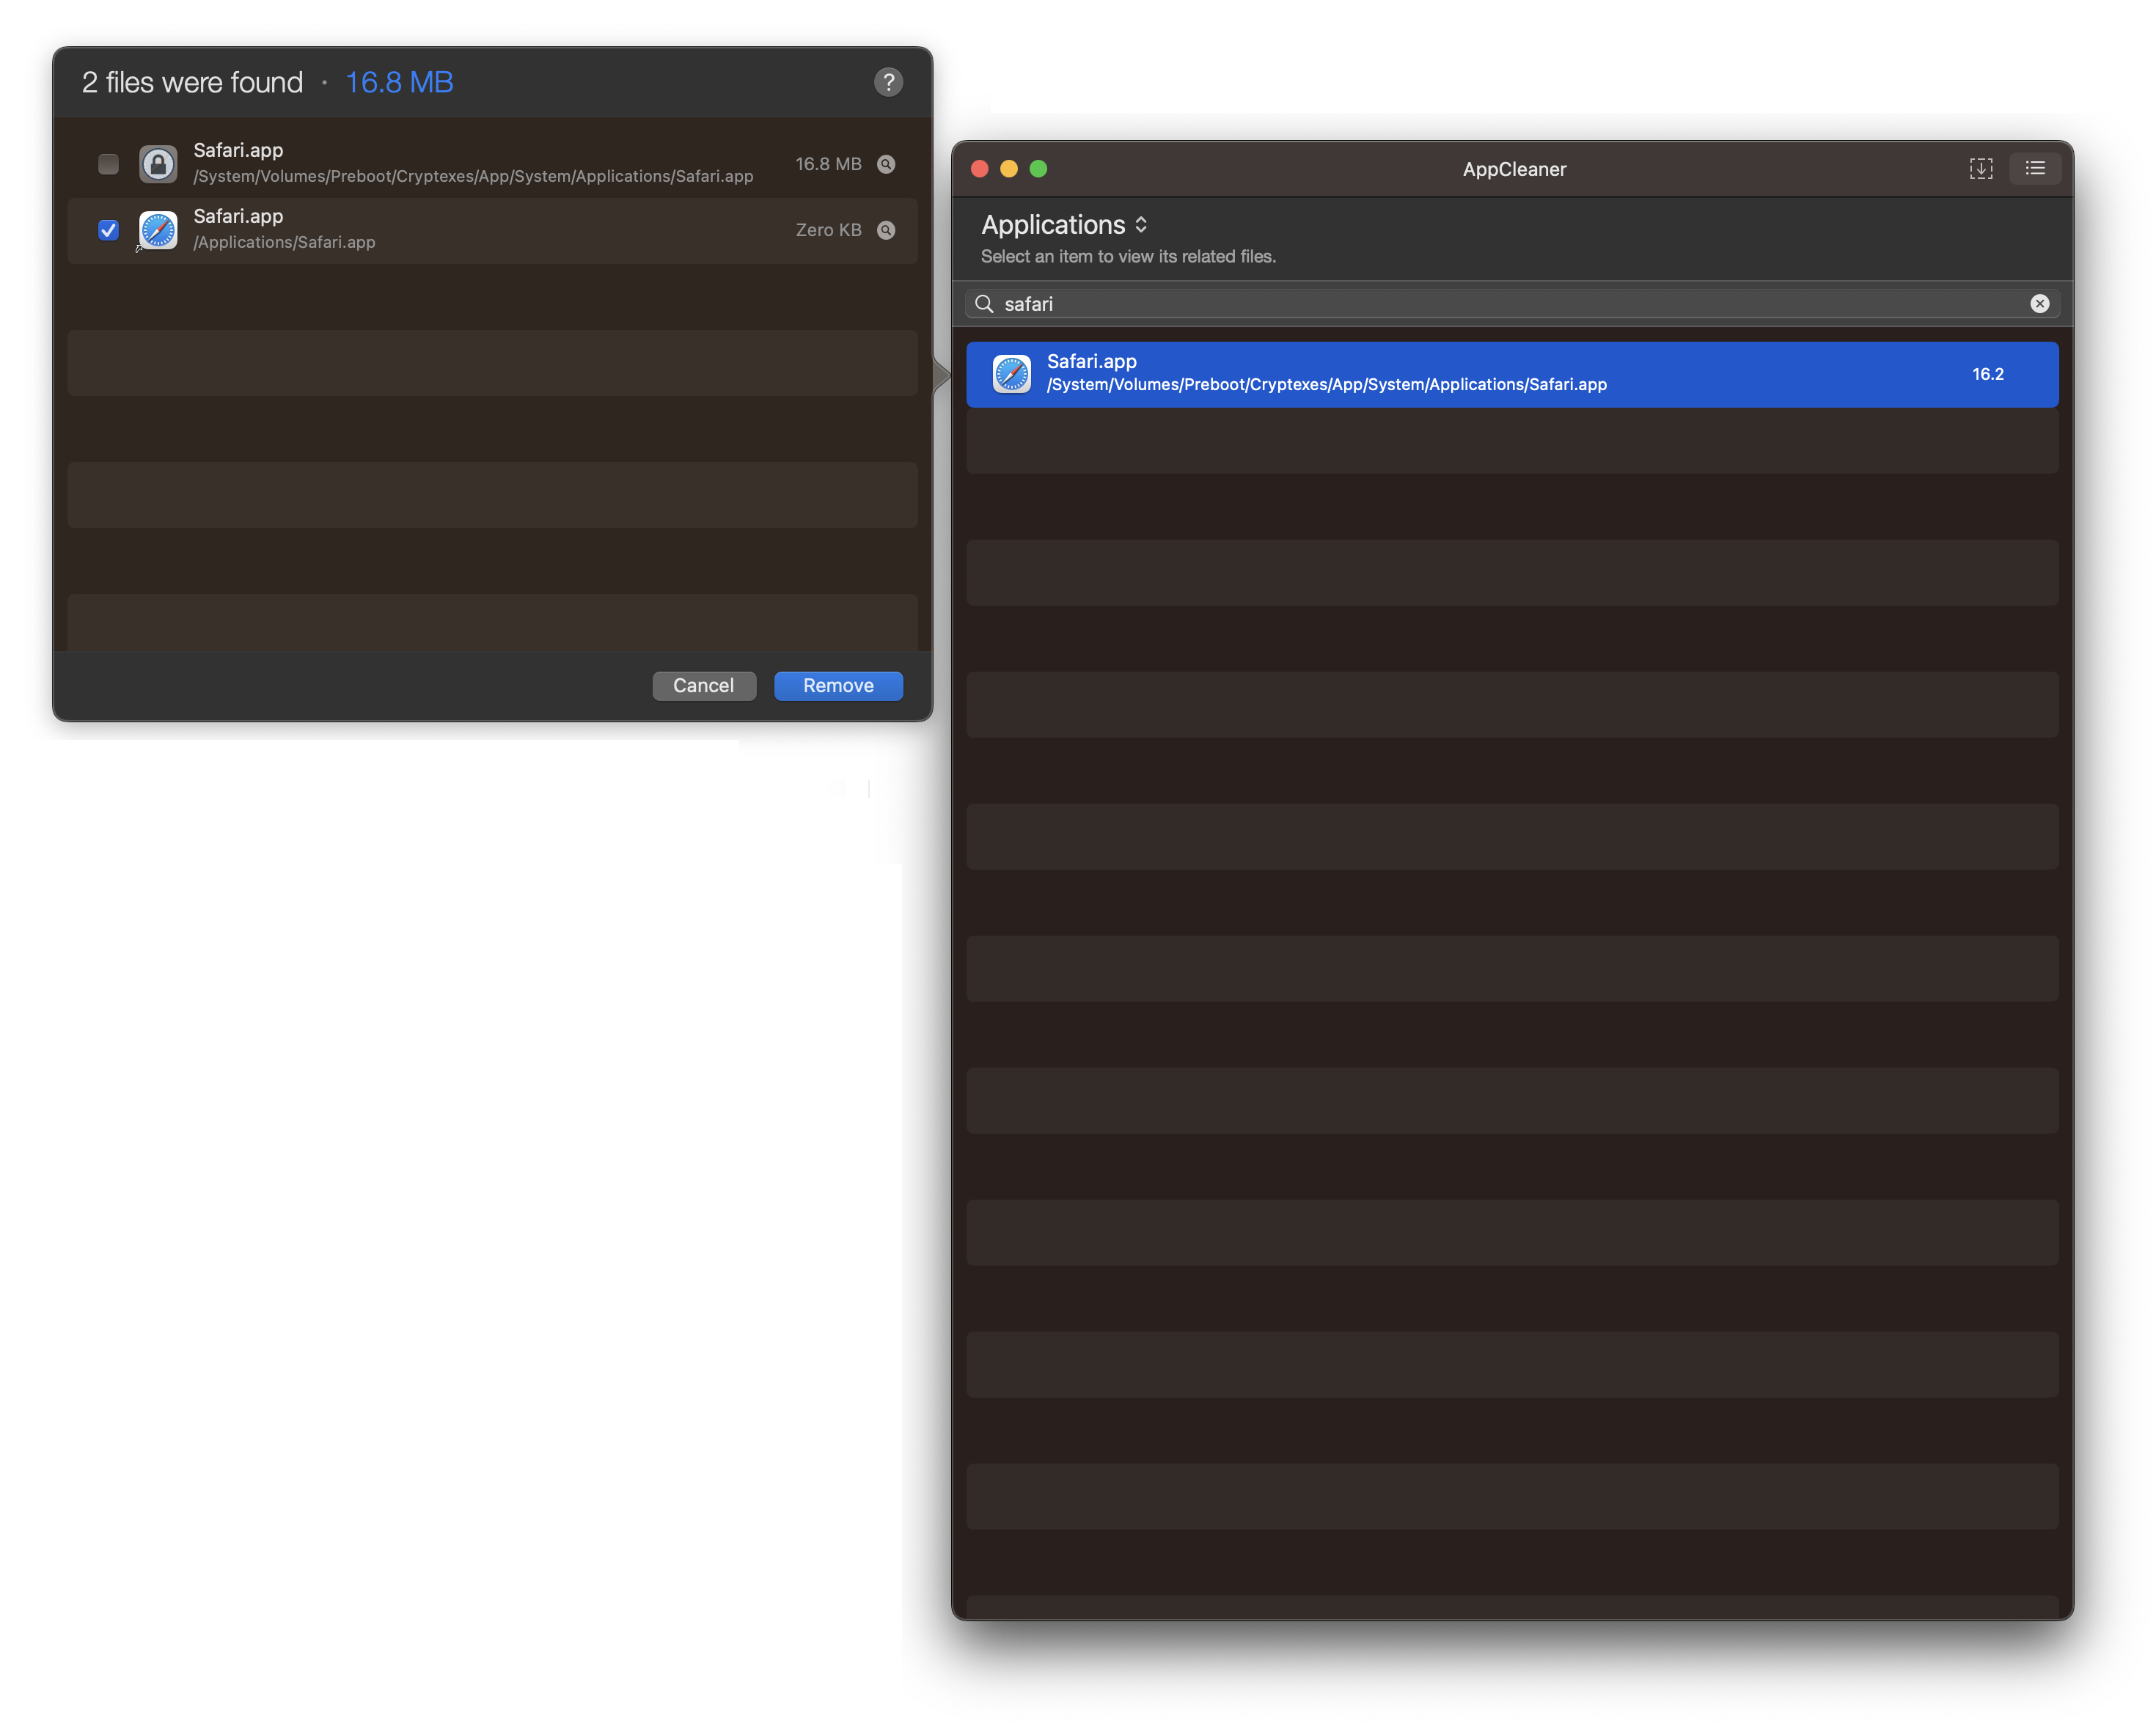 2 files were found · 16.8 MB
?
Safari.app
/System/Volumes/Preboot/Cryptexes/App/System/Applications/Safari.app
16.8 MB
Safari.app
/Applications/Safari.app
Zero KB
Cancel
Remove
AppCleaner
Applications
Select an item to view its related files.
safari
Safari.app
/System/Volumes/Preboot/Cryptexes/App/System/Applications/Safari.app
16.2